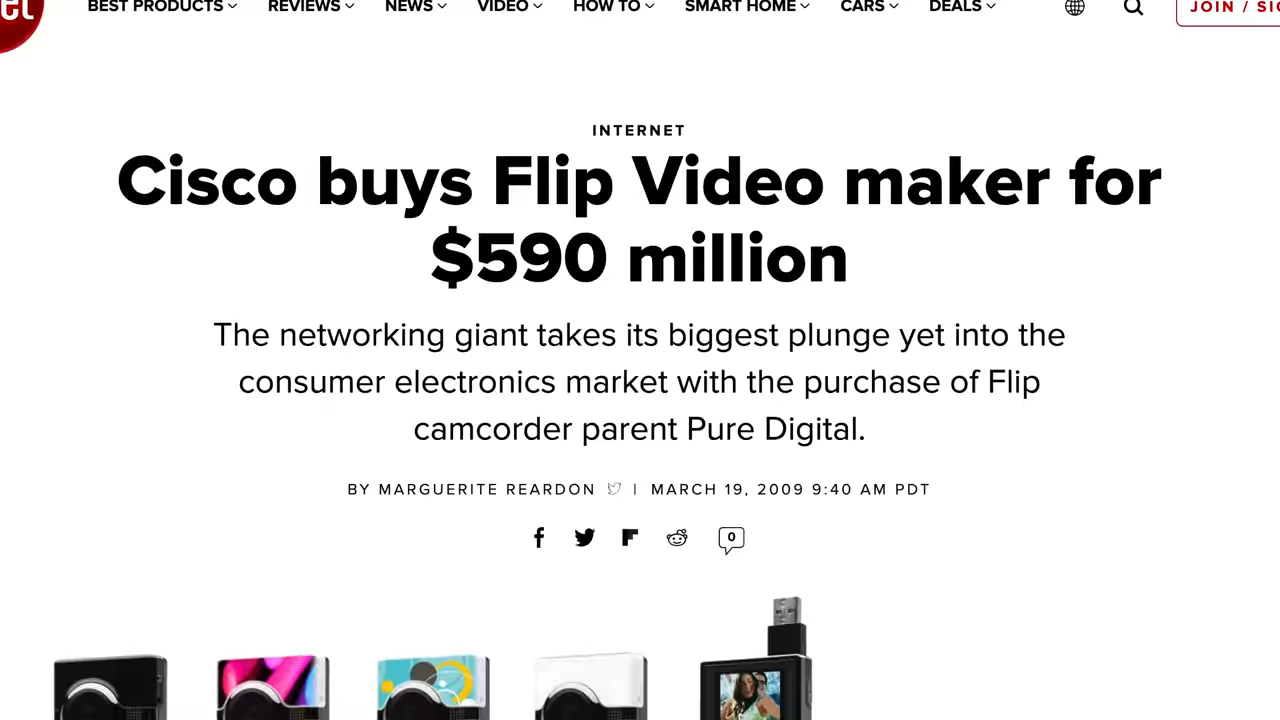 et
BEST PRODUCTS REVIEWS NEWS VIDEO HOW TO SMART HOME CARS DEALS JOIN / SIG
INTERNET
Cisco buys Flip Video maker for
$590 million
The networking giant takes its biggest plunge yet into the
consumer electronics market with the purchase of Flip
camcorder parent Pure Digital.
BY MARGUERITE REARDON | MARCH 19, 2009 9:40 AM PDT
0